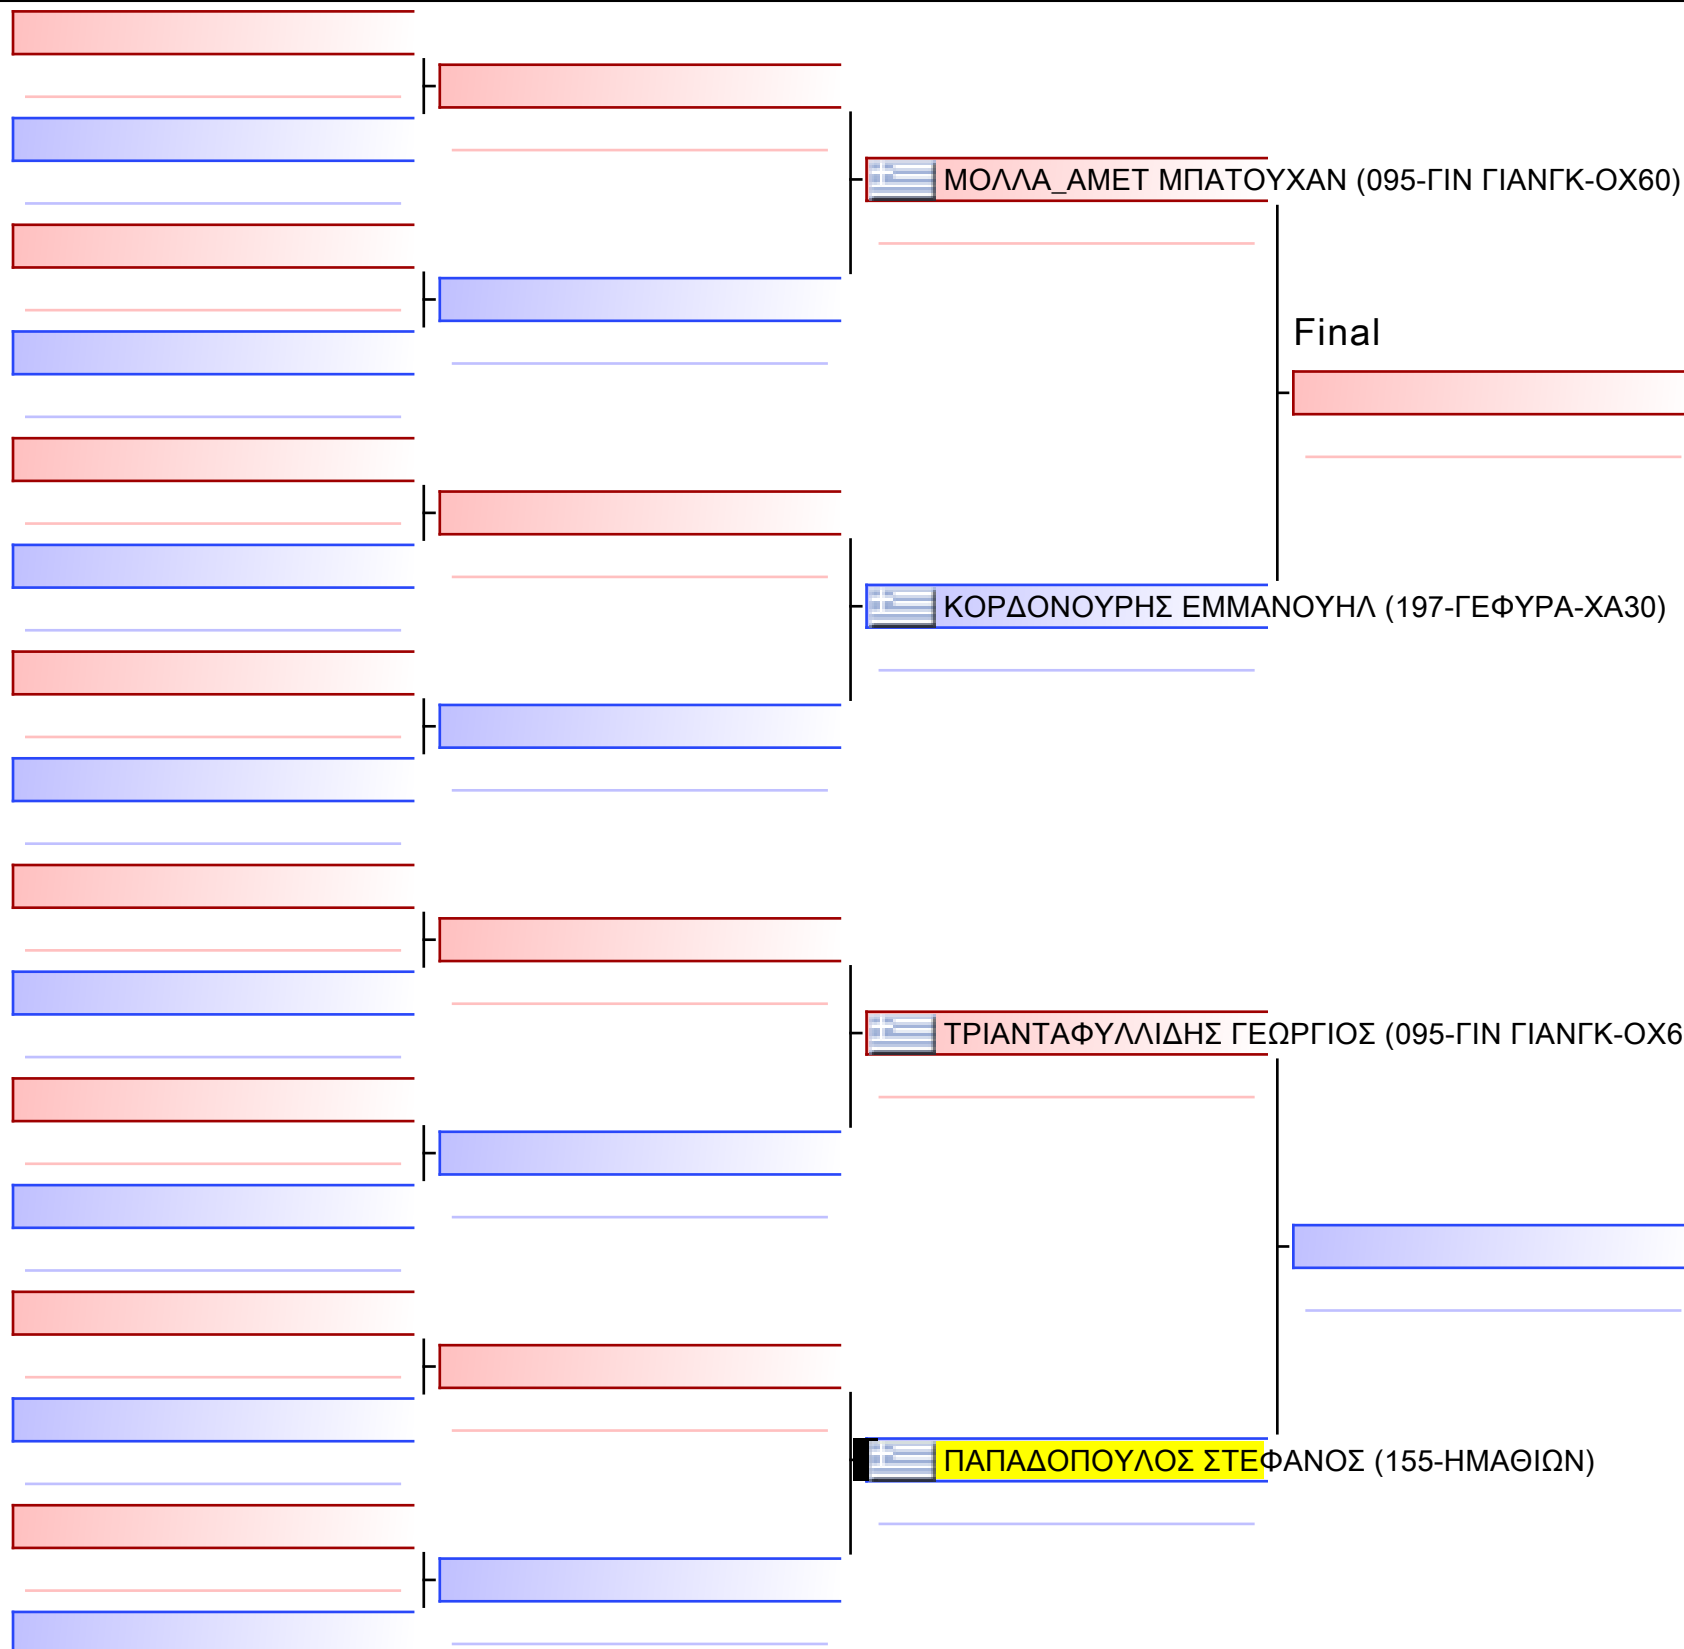 ΜΟΛΛΑ_ΑΜΕΤ ΜΠΑΤΟΥΧΑΝ (095-ΓΙΝ ΓΙΑΝΓΚ-ΟΧ60)
Final
ΚΟΡΔΟΝΟΥΡΗΣ ΕΜΜΑΝΟΥΗΛ (197-ΓΕΦΥΡΑ-ΧΑ30)
ΤΡΙΑΝΤΑΦΥΛΛΙΔΗΣ ΓΕΩΡΓΙΟΣ (095-ΓΙΝ ΓΙΑΝΓΚ-ΟΧ6
ΠΑΠΑΔΟΠΟΥΛΟΣ ΣΤΕΦΑΝΟΣ (155-ΗΜΑΘΙΩΝ)